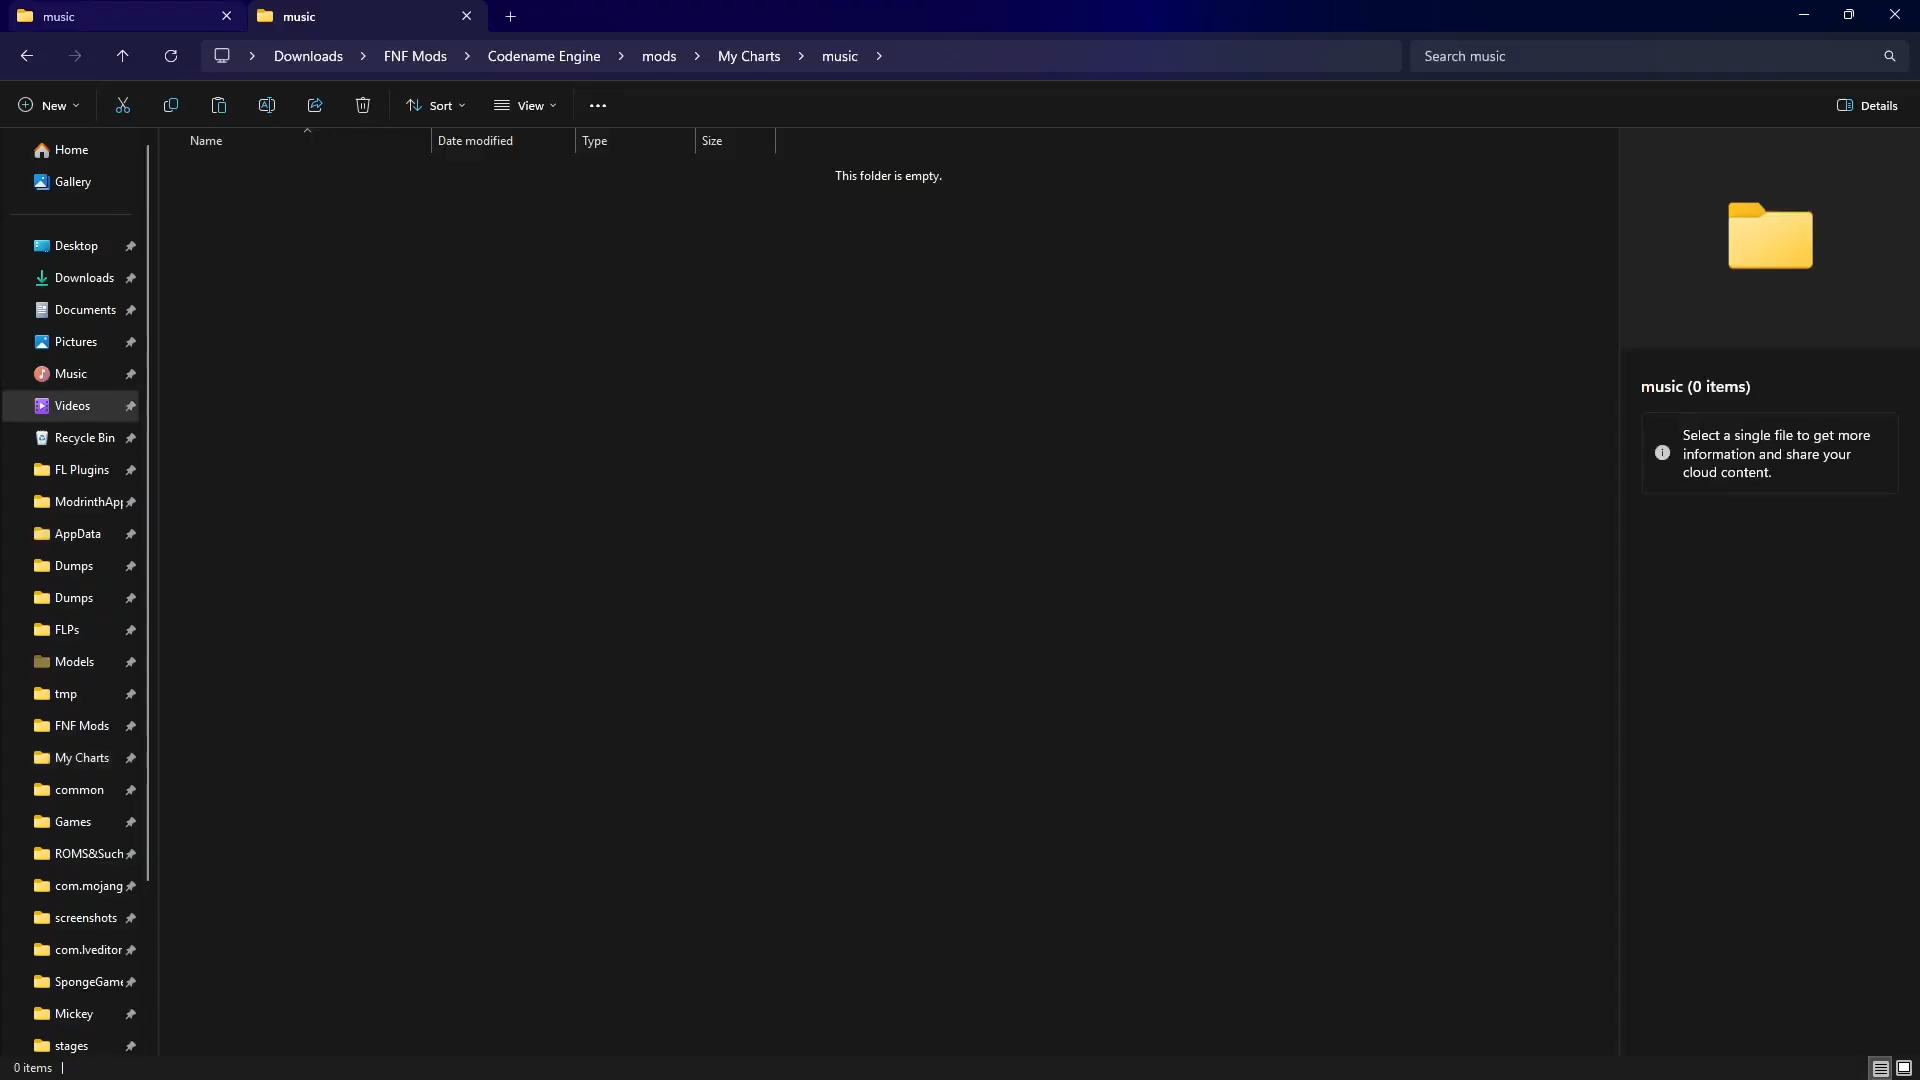 music
music
Downloads
FNF Mods
Codename Engine
mods
My Charts
music
Search music
New
Sort
View
Details
Name
Date modified
Type
Size
This folder is empty.
Home
Gallery
Desktop
Downloads
Documents
Pictures
Music
Videos
Recycle Bin
FL Plugins
ModrinthApp
AppData
Dumps
Dumps
FLPs
Models
tmp
FNF Mods
My Charts
common
Games
ROMS&Such
com.mojang
screenshots
com.lveditor
SpongeGame
Mickey
stages
music (0 items)
Select a single file to get more
information and share your
cloud content.
0 items